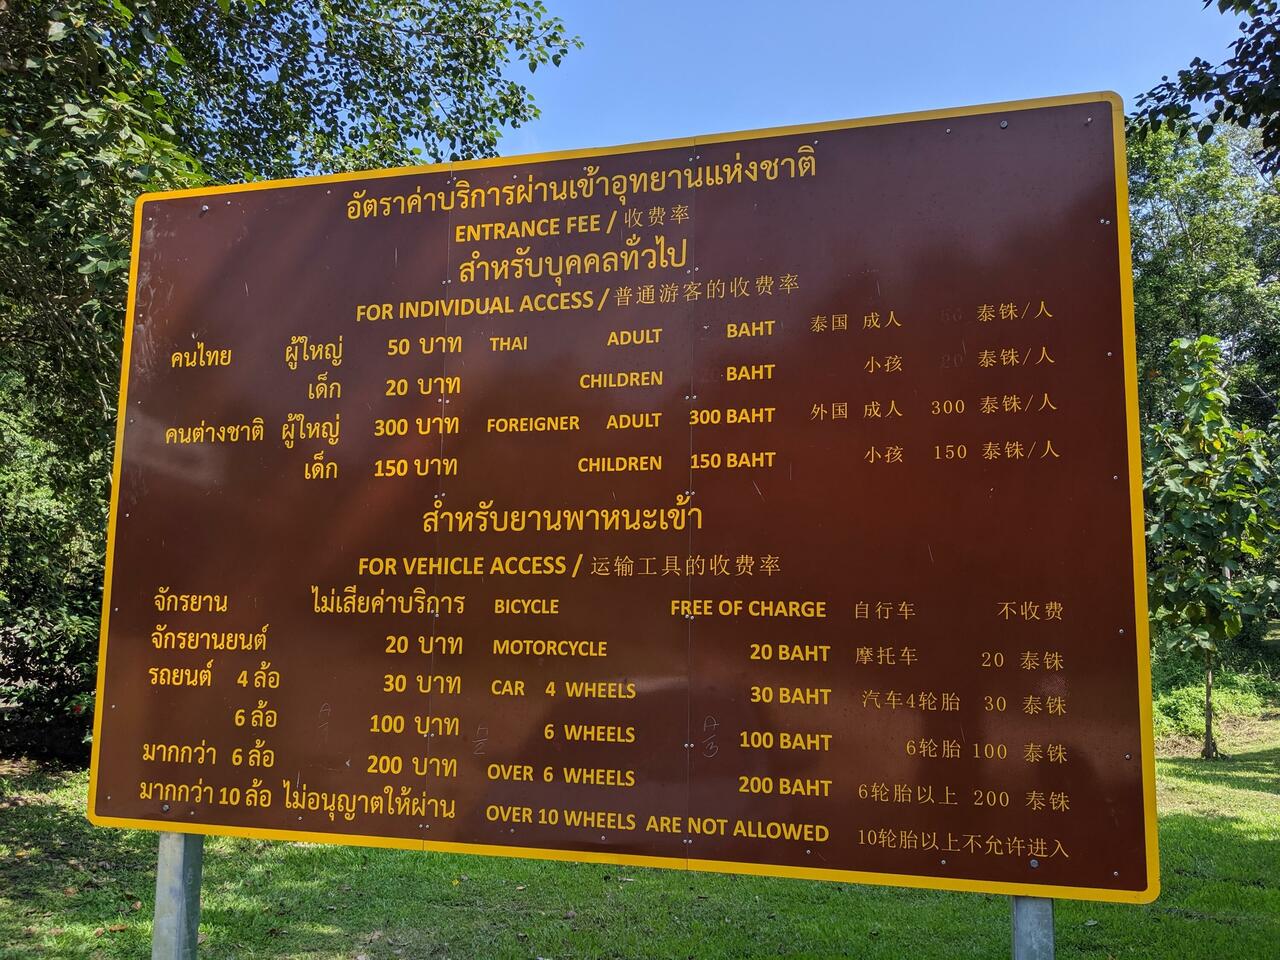 อัตราค่าบริการผ่านเข้าอุทยานแห่งชาติ
ENTRANCE FEE / 收费率
สำหรับบุคคลทั่วไป
FOR INDIVIDUAL ACCESS / 普通游客的收费率
คนไทย ผู้ใหญ่ 50 บาท THAI ADULT BAHT 泰国 成人 泰铢/人
เด็ก 20 บาท CHILDREN BAHT 小孩 泰铢/人
คนต่างชาติ ผู้ใหญ่ 300 บาท FOREIGNER ADULT 300 BAHT 外国 成人 300 泰铢/人
เด็ก 150 บาท CHILDREN 150 BAHT 小孩 150 泰铢/人
สำหรับยานพาหนะเข้า
FOR VEHICLE ACCESS / 运输工具的收费率
จักรยาน ไม่เสียค่าบริการ BICYCLE FREE OF CHARGE 自行车 不收费
จักรยานยนต์ 20 บาท MOTORCYCLE 20 BAHT 摩托车 20 泰铢
รถยนต์ 4 ล้อ 30 บาท CAR 4 WHEELS 30 BAHT 汽车4轮胎 30 泰铢
6 ล้อ 100 บาท 6 WHEELS 100 BAHT 6轮胎 100 泰铢
มากกว่า 6 ล้อ 200 บาท OVER 6 WHEELS 200 BAHT 6轮胎以上 200 泰铢
มากกว่า 10 ล้อ ไม่อนุญาตให้ผ่าน OVER 10 WHEELS ARE NOT ALLOWED 10轮胎以上不允许进入